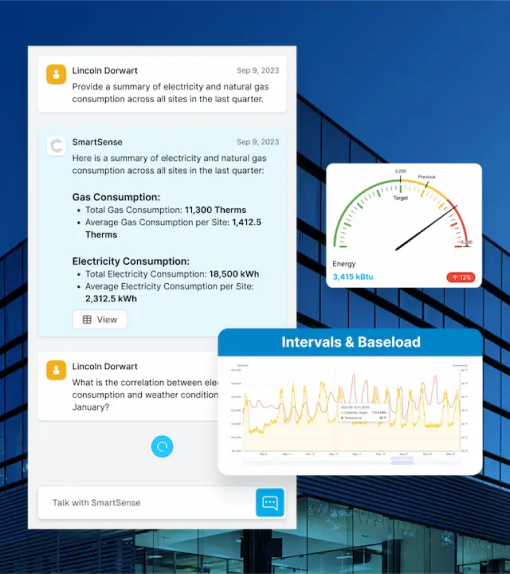 Lincoln Dorwart
Sep 9, 2023
Provide a summary of electricity and natural gas
consumption across all sites in the last quarter.
SmartSense
Sep 9, 2023
Here is a summary of electricity and natural gas
consumption across all sites in the last quarter:
Gas Consumption:
• Total Gas Consumption: 11,300 Therms
• Average Gas Consumption per Site: 1,412.5
Therms
Electricity Consumption:
• Total Electricity Consumption: 18,500 kWh
• Average Electricity Consumption per Site:
2,312.5 kWh
View
Lincoln Dorwart
What is the correlation between ele
consumption and weather condition
January?
Talk with SmartSense
Previous
Target
Energy
3,415 kBtu
12%
Intervals & Baseload